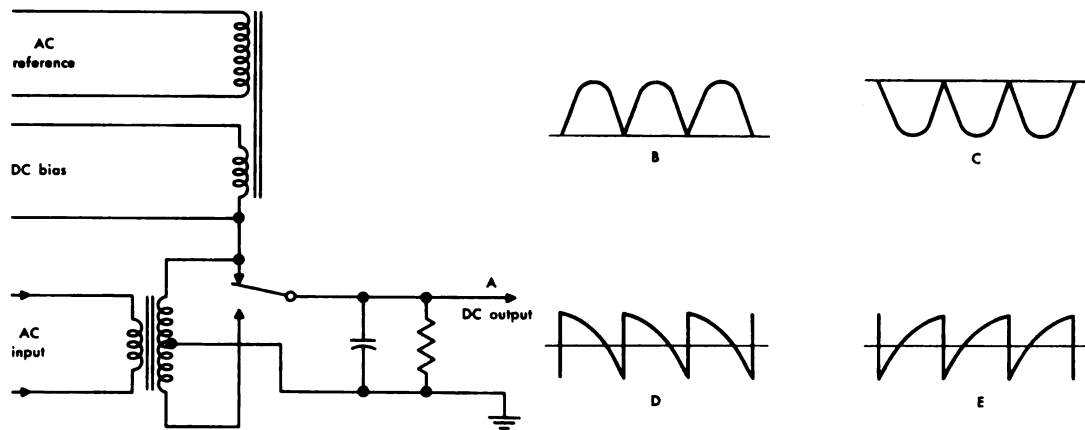 AC
reference
DC bias
AC
input
A
DC output
B
C
D
E